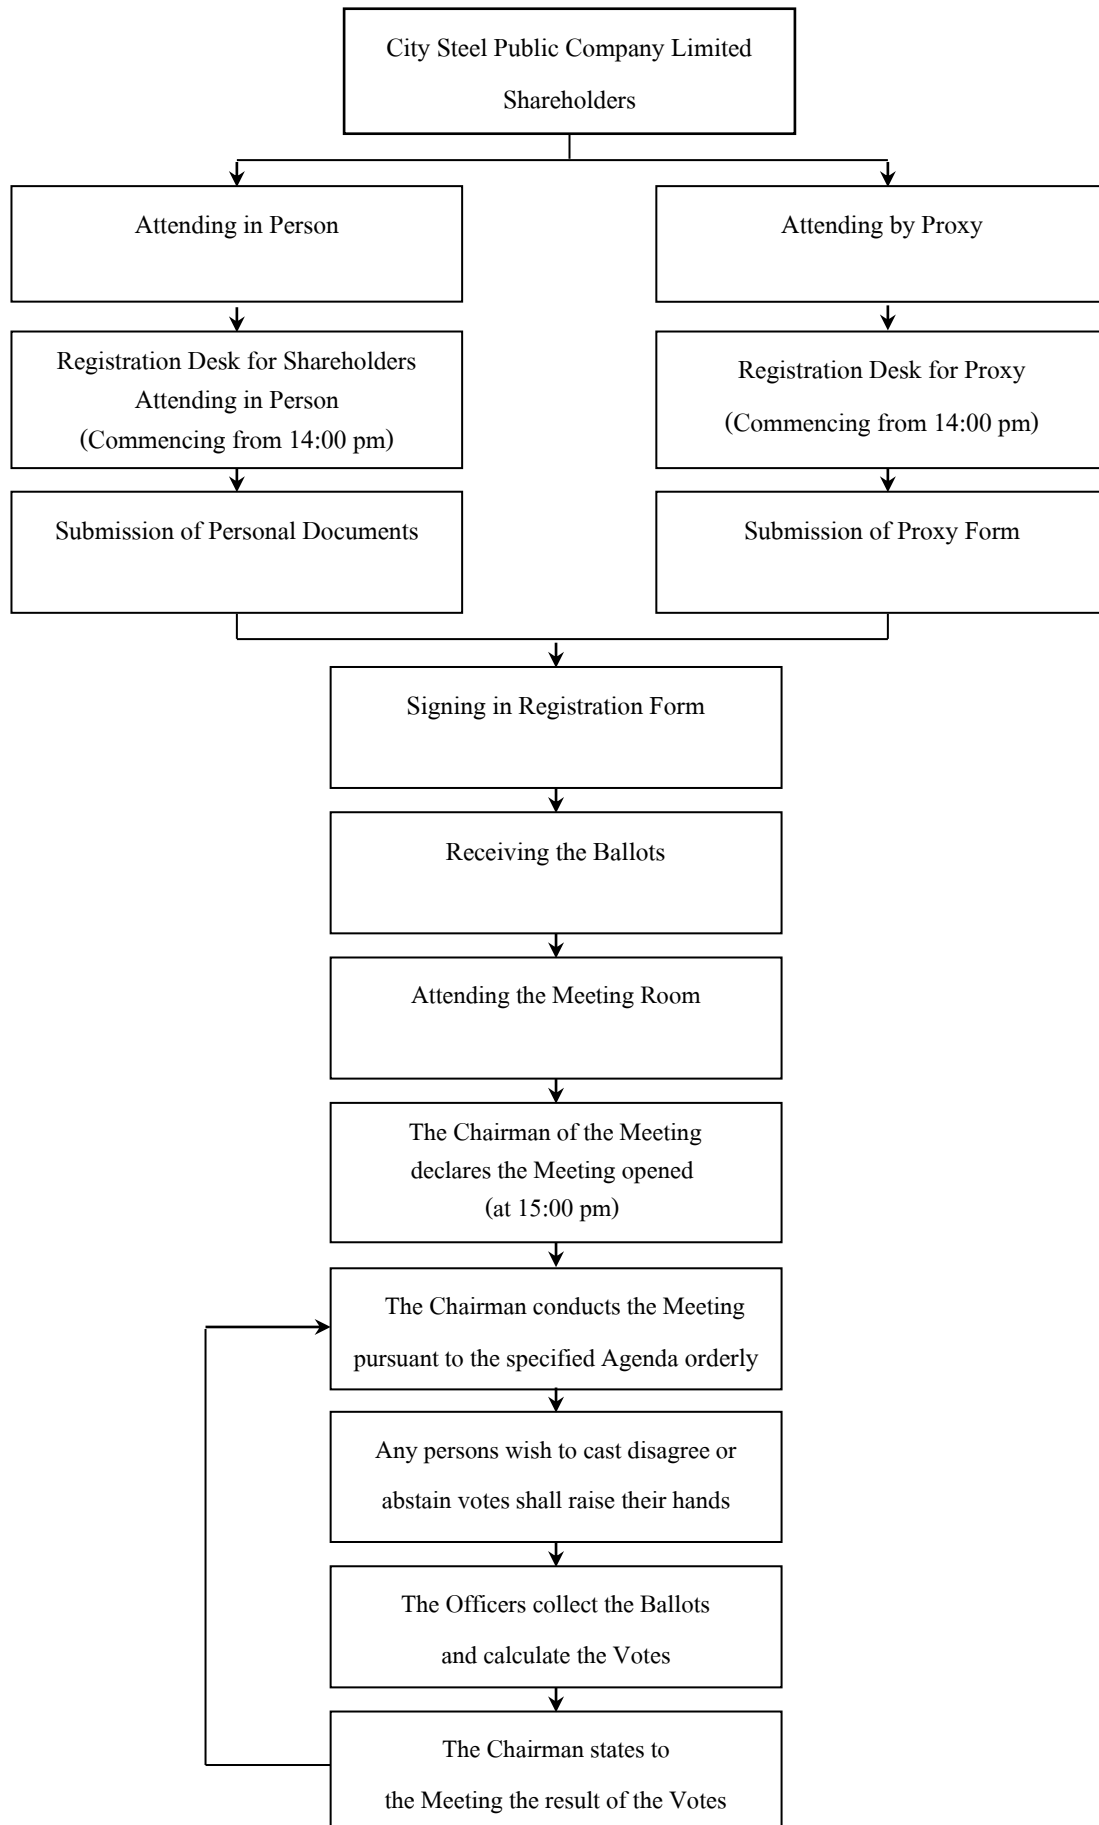 City Steel Public Company Limited
Shareholders
Attending in Person
Attending by Proxy
Registration Desk for Shareholders
Attending in Person
(Commencing from 14:00 pm)
Registration Desk for Proxy
(Commencing from 14:00 pm)
Submission of Personal Documents
Submission of Proxy Form
Signing in Registration Form
Receiving the Ballots
Attending the Meeting Room
The Chairman of the Meeting
declares the Meeting opened
(at 15:00 pm)
The Chairman conducts the Meeting
pursuant to the specified Agenda orderly
Any persons wish to cast disagree or
abstain votes shall raise their hands
The Officers collect the Ballots
and calculate the Votes
The Chairman states to
the Meeting the result of the Votes